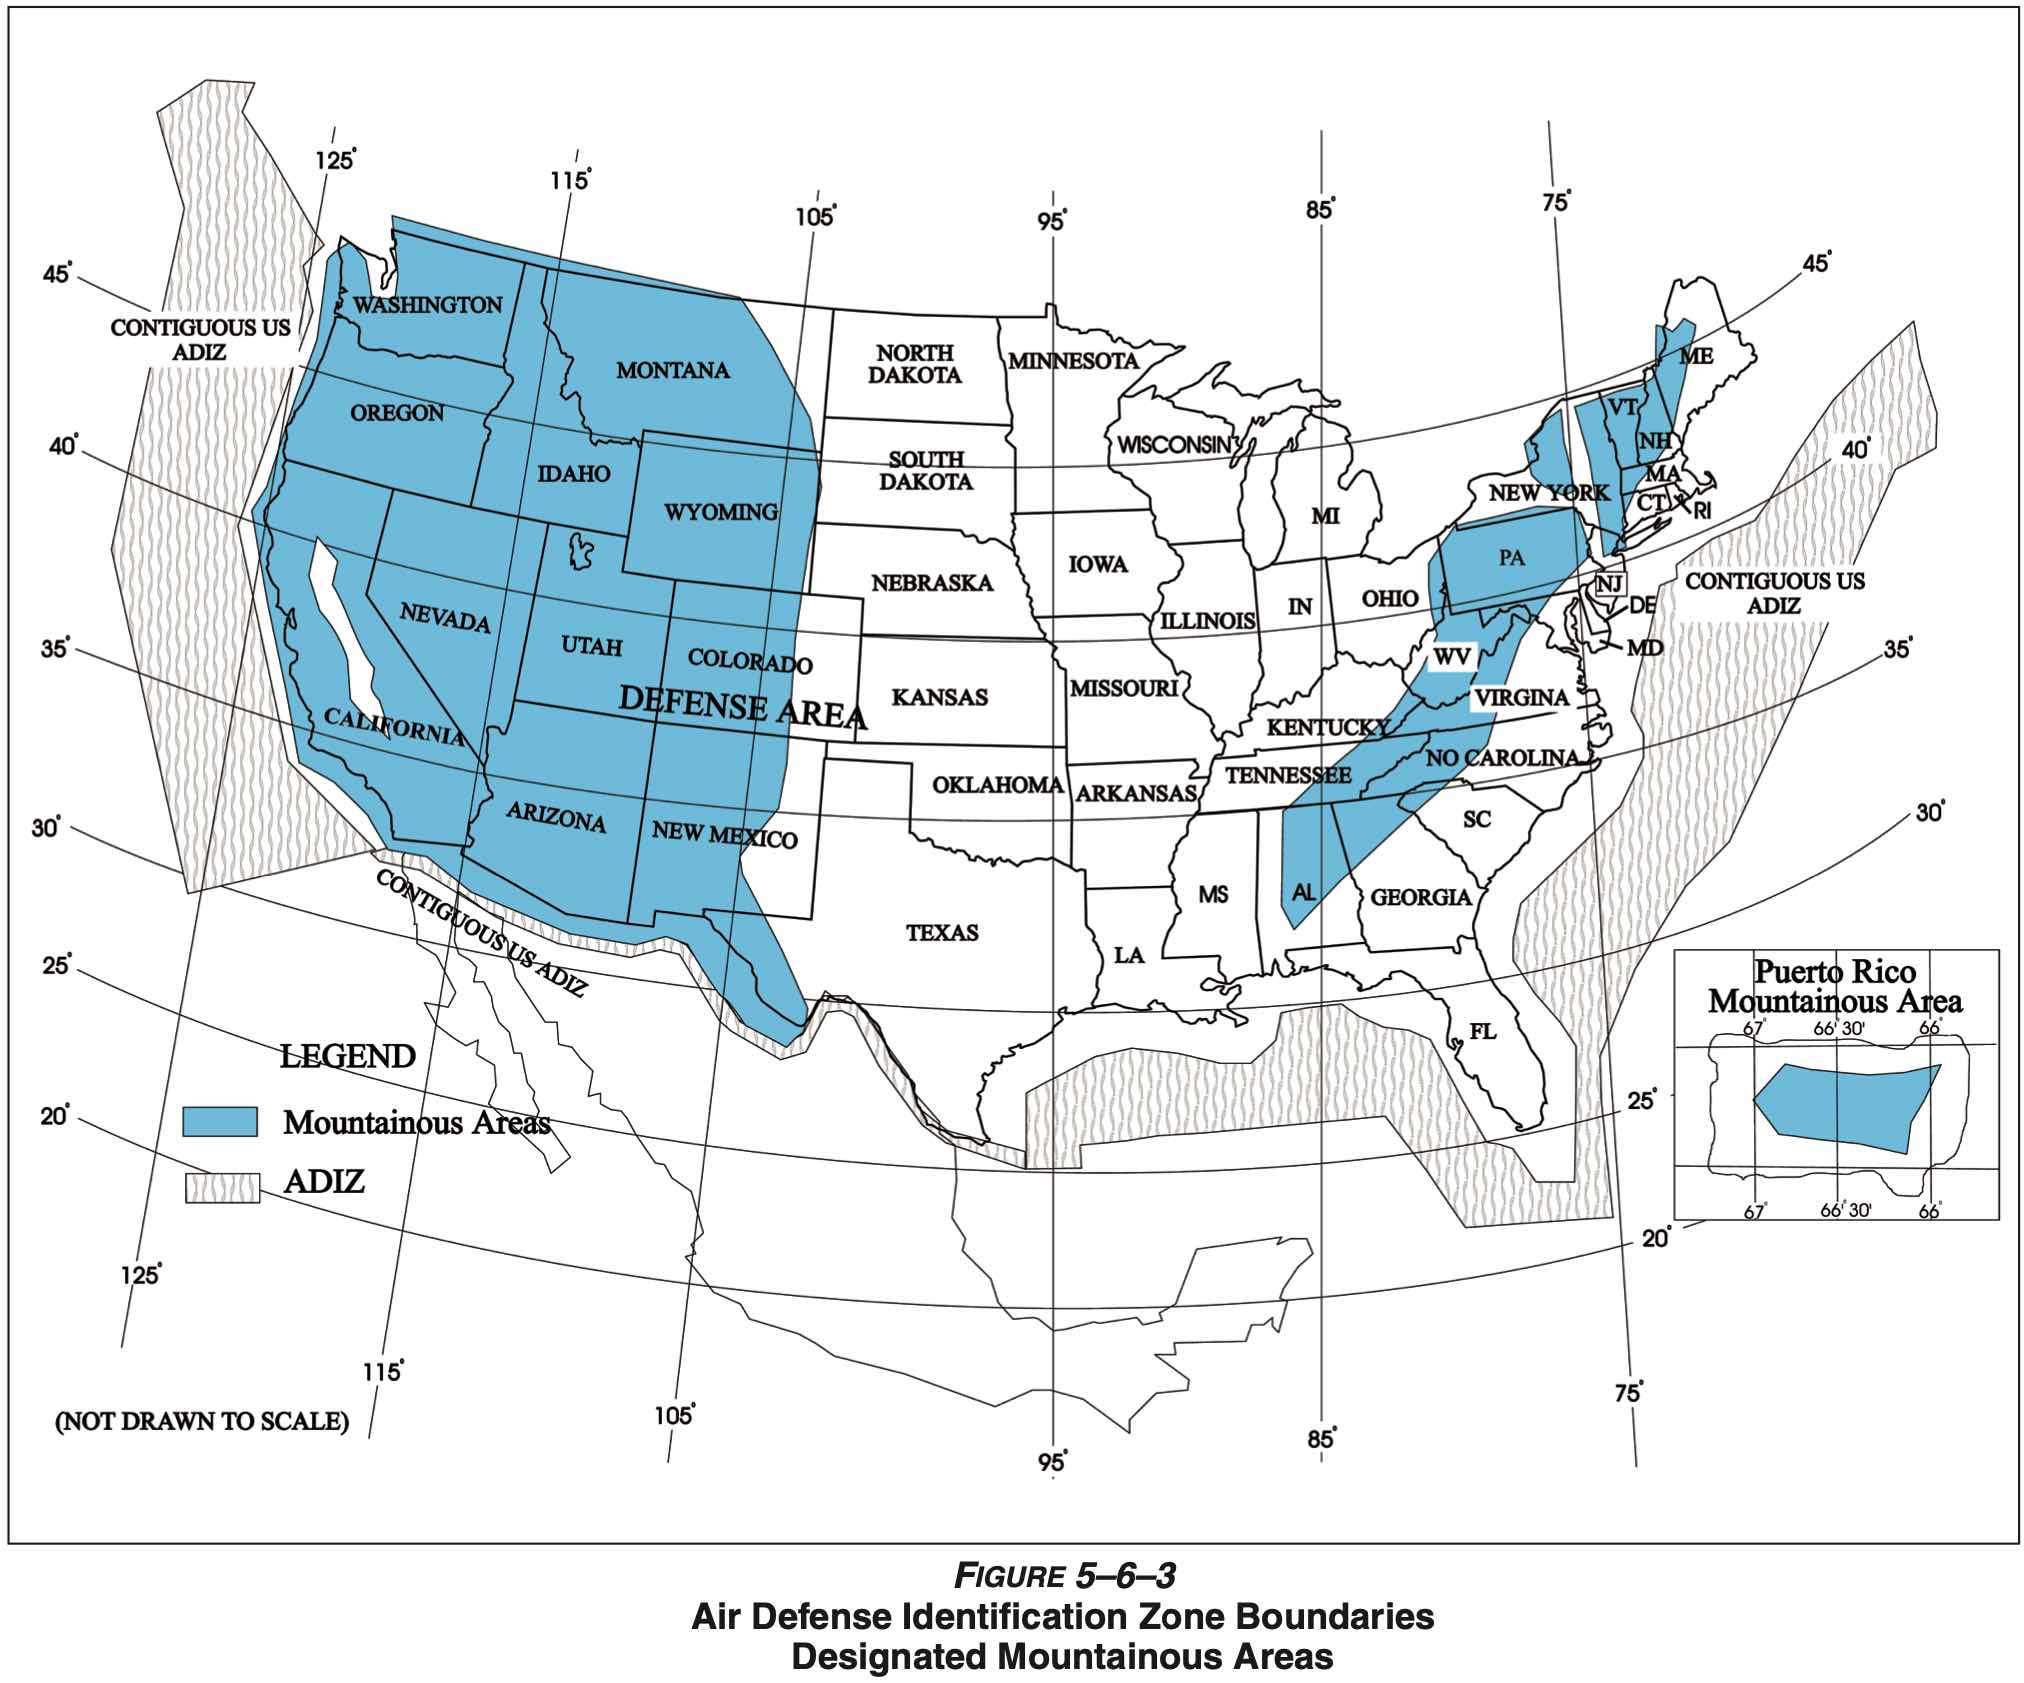 125°
115°
105°
95°
85°
75°
45°
45°
CONTIGUOUS US
ADIZ
WASHINGTON
MONTANA
NORTH
DAKOTA
MINNESOTA
ME
OREGON
VT
40°
IDAHO
SOUTH
DAKOTA
WISCONSIN
NH
40°
WYOMING
MI
NEW YORK
MA
CT
RI
NEVADA
NEBRASKA
IOWA
PA
NJ
CONTIGUOUS US
ADIZ
ILLINOIS
IN
OHIO
DE
35°
UTAH
COLORADO
WV
MD
35°
DEFENSE AREA
KANSAS
MISSOURI
VIRGINA
CALIFORNIA
KENTUCKY
NO CAROLINA
ARIZONA
OKLAHOMA
ARKANSAS
TENNESSEE
30°
NEW MEXICO
SC
30°
CONTIGUOUS US ADIZ
TEXAS
MS
AL
GEORGIA
LA
25°
FL
Puerto Rico
Mountainous Area
67°
66° 30'
66°
67°
66° 30'
66°
LEGEND
Mountainous Areas
ADIZ
20°
25°
20°
125°
115°
105°
95°
85°
75°
(NOT DRAWN TO SCALE)
FIGURE 5–6–3
Air Defense Identification Zone Boundaries
Designated Mountainous Areas